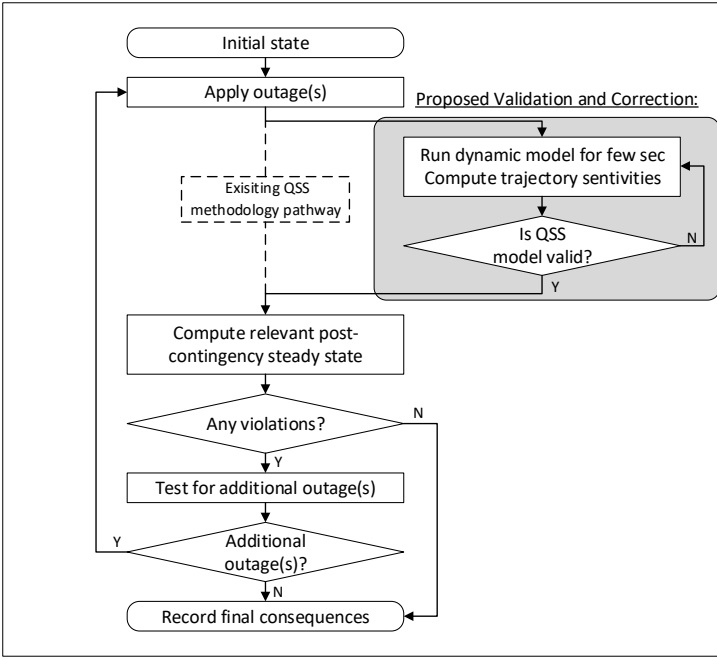 Initial state
Apply outage(s)
Proposed Validation and Correction:
Run dynamic model for few sec
Compute trajectory sentivities
Exisiting QSS
methodology pathway
Is QSS
model valid?
N
Y
Compute relevant post-
contingency steady state
Any violations?
N
Y
Test for additional outage(s)
Additional
outage(s)?
Y
N
Record final consequences